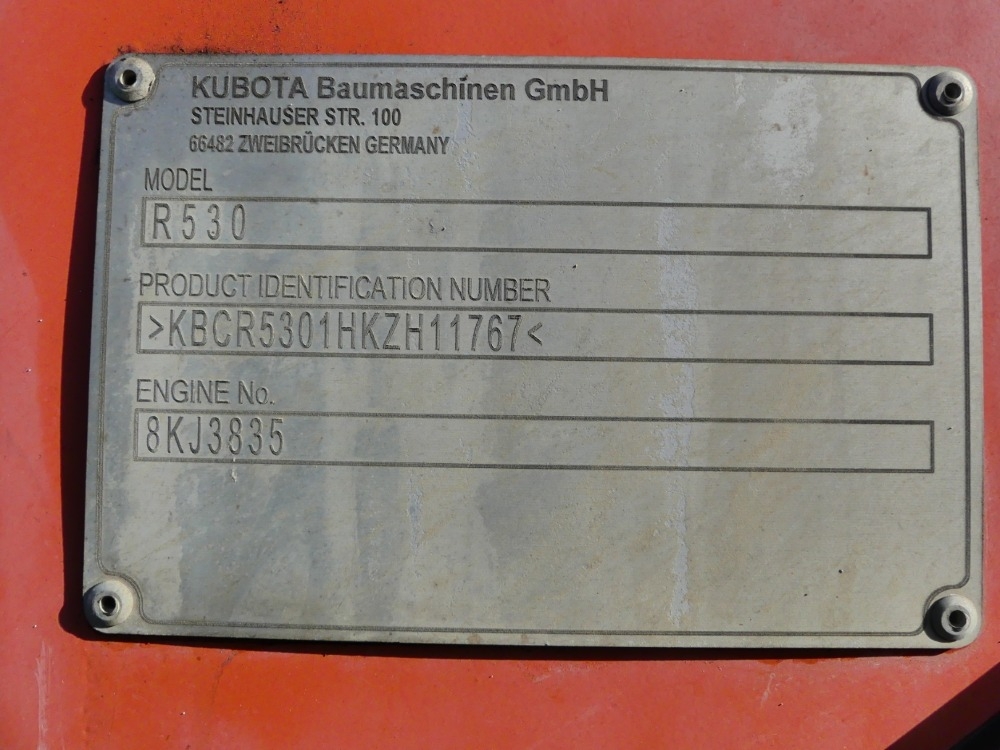 KUBOTA Baumaschinen GmbH
STEINHAUSER STR. 100
66482 ZWEIBRÜCKEN GERMANY
MODEL
R530
PRODUCT IDENTIFICATION NUMBER
>KBCR5301HKZH11767<
ENGINE No.
8KJ3835